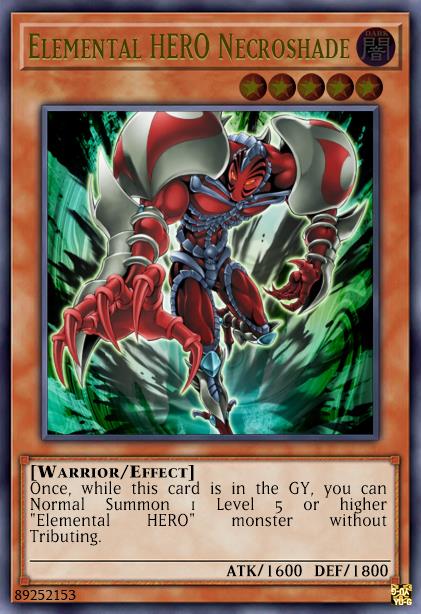 Elemental HERO Necroshade
DARK
闇
[Warrior/Effect]
Once, while this card is in the GY, you can
Normal Summon 1 Level 5 or higher
"Elemental HERO" monster without
Tributing.
ATK/1600 DEF/1800
89252153